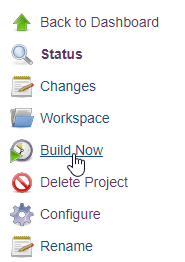 Back to Dashboard
Status
Changes
Workspace
Build Now
Delete Project
Configure
Rename